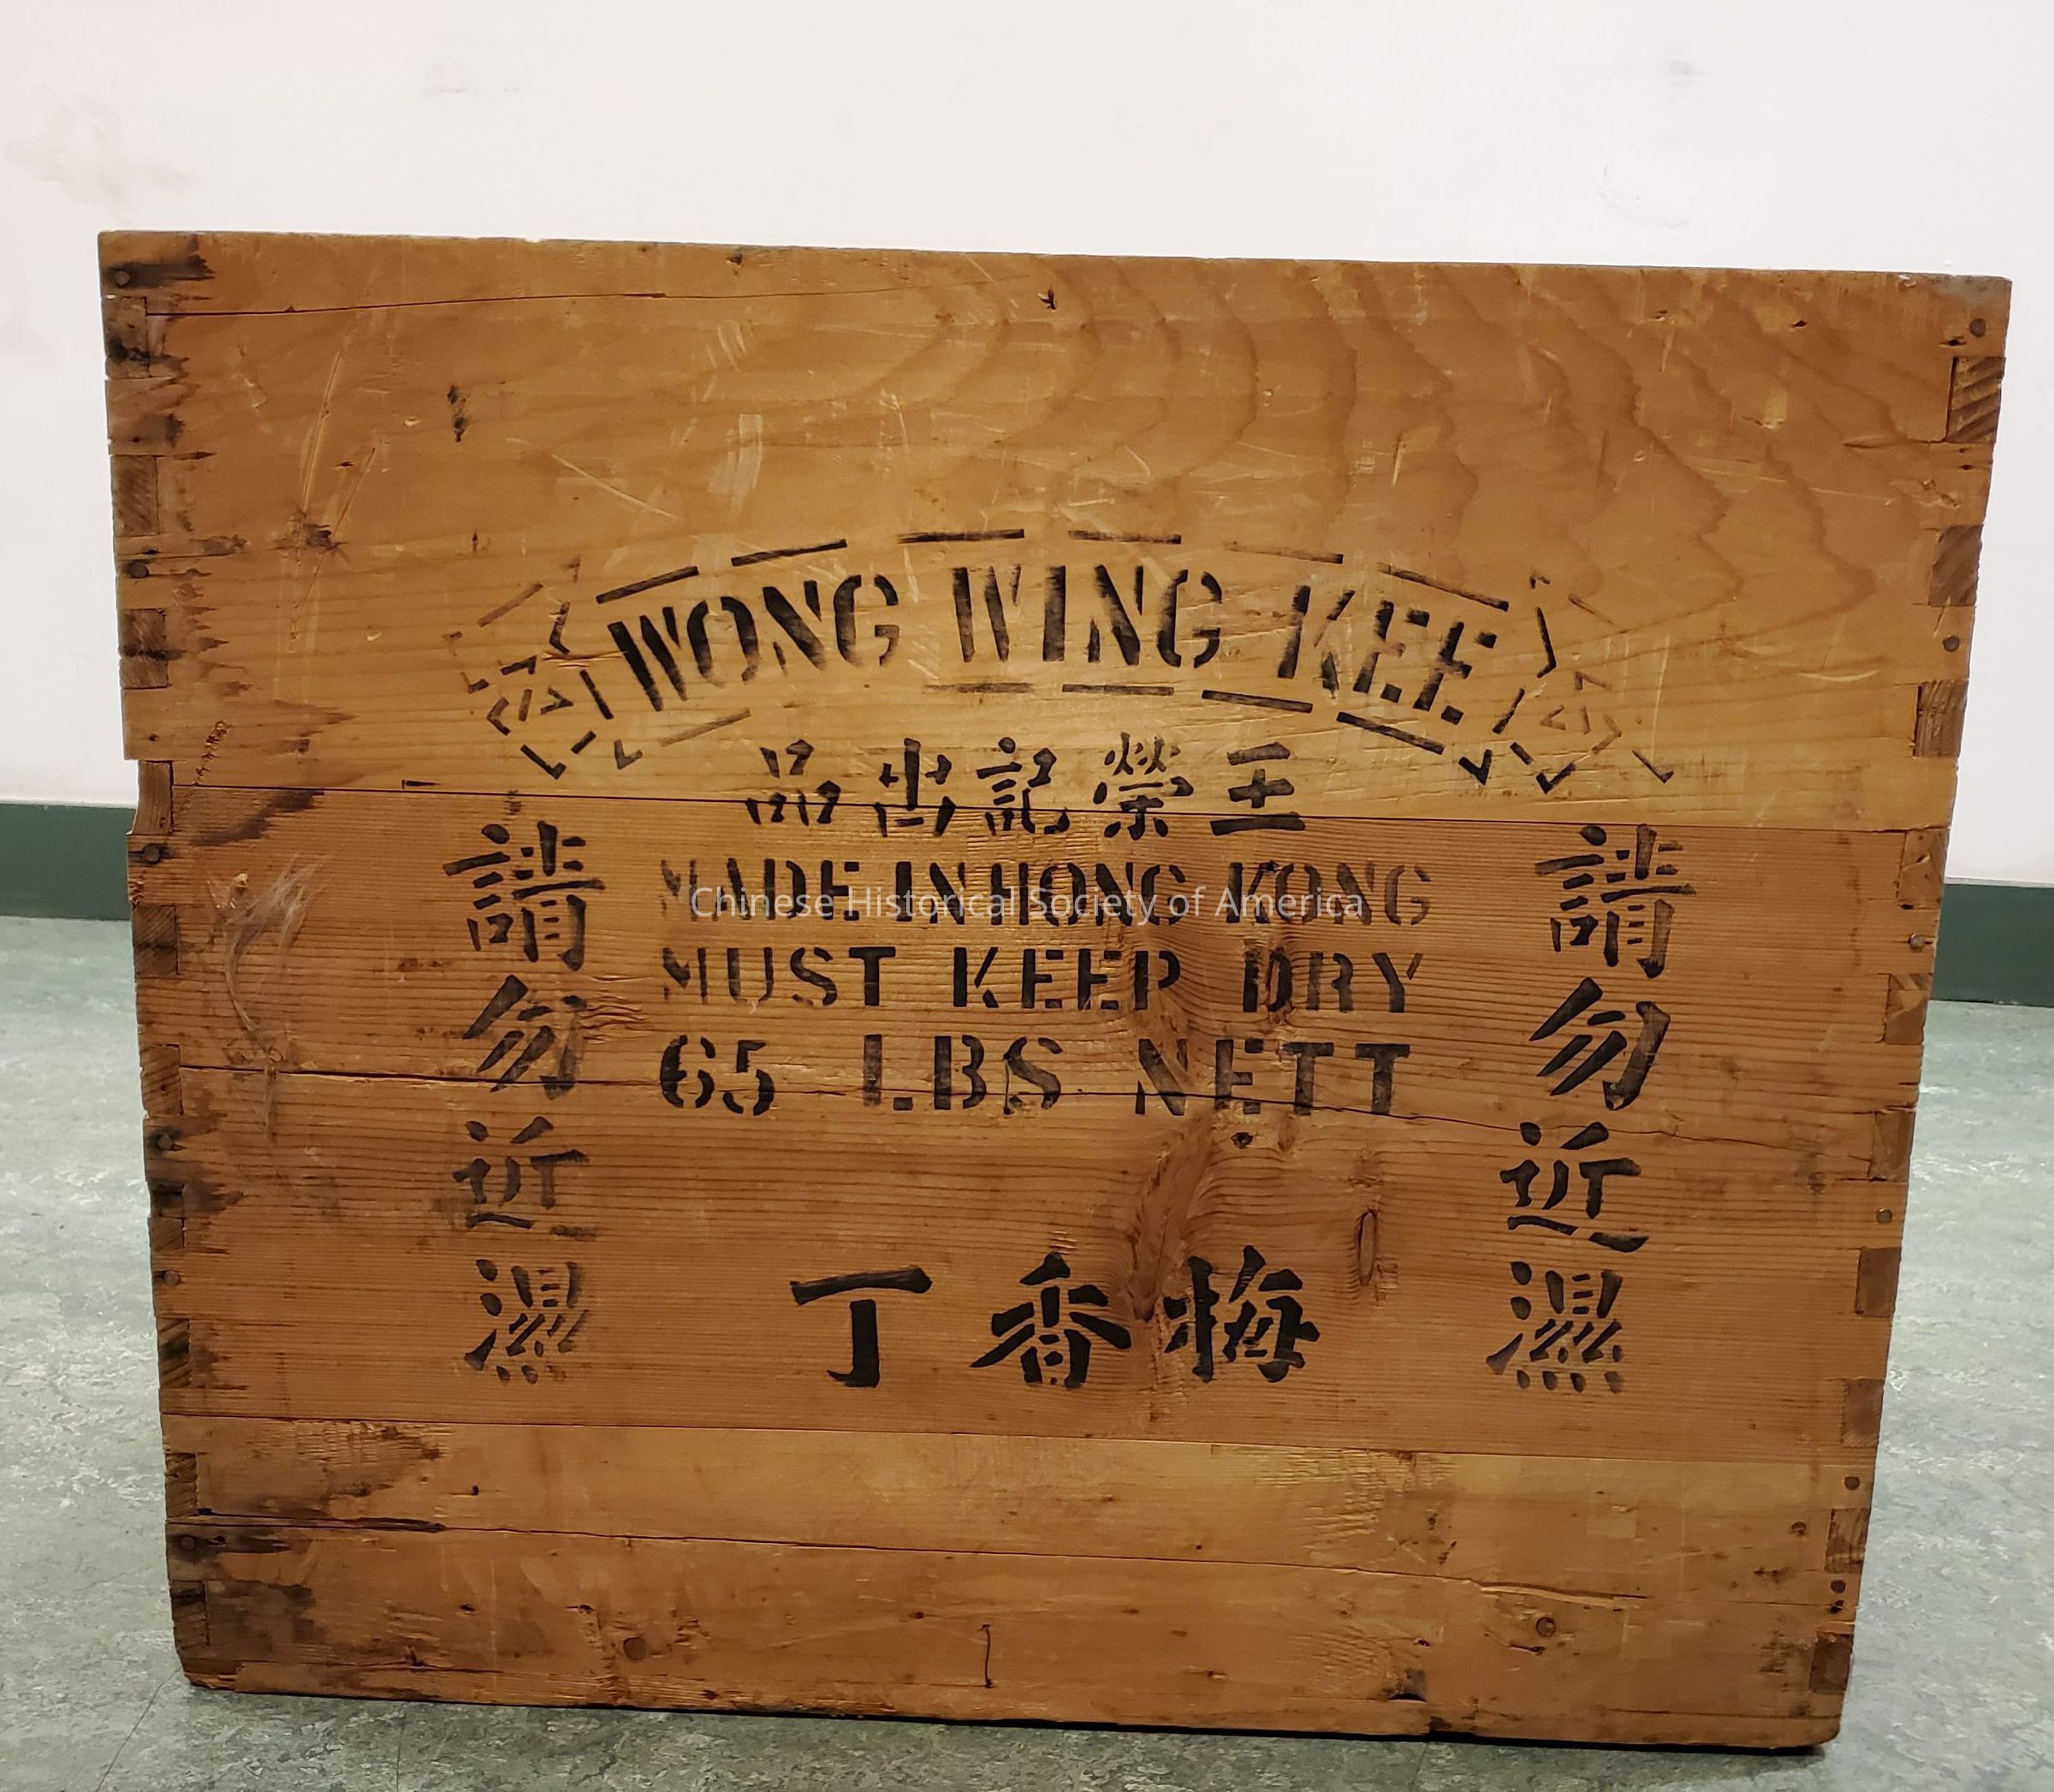 WONG WING KEE
王榮記出品
MADE IN HONG KONG
Chinese Historical Society of America
MUST KEEP DRY
65 LBS NETT
梅香丁
請勿近濕
請勿近濕